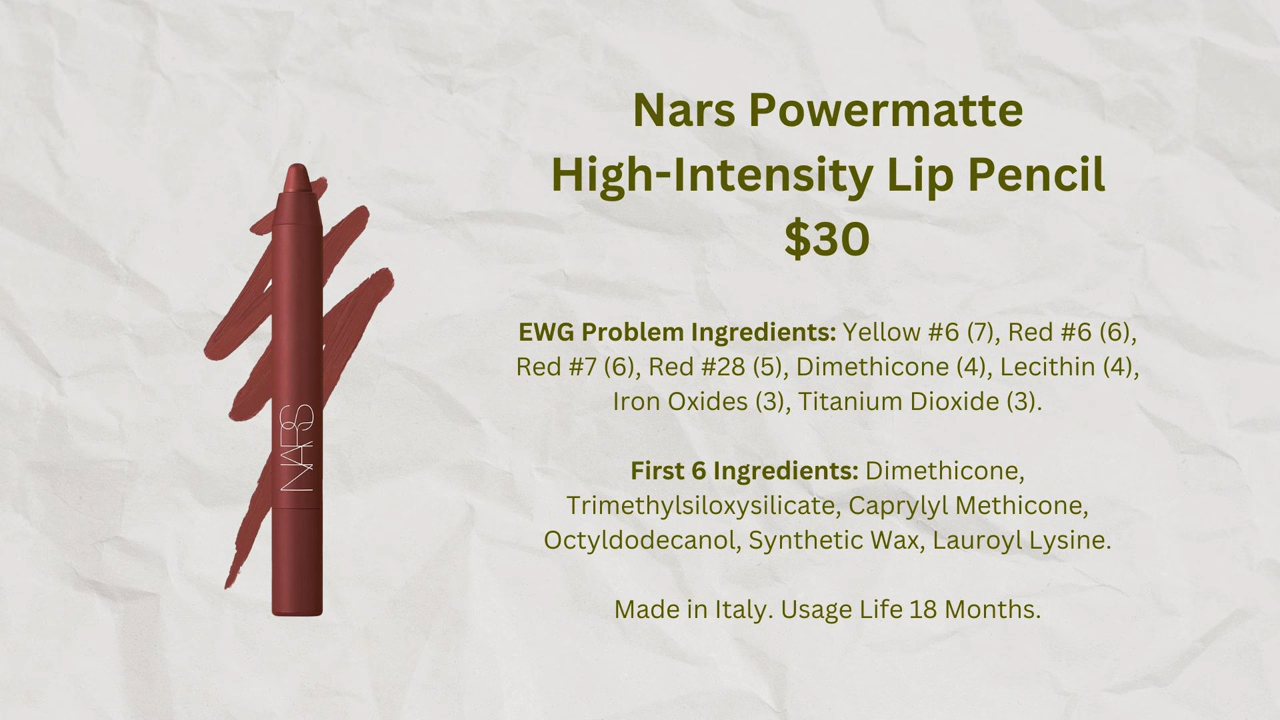 Nars Powermatte
High-Intensity Lip Pencil
$30
EWG Problem Ingredients: Yellow #6 (7), Red #6 (6),
Red #7 (6), Red #28 (5), Dimethicone (4), Lecithin (4),
Iron Oxides (3), Titanium Dioxide (3).
First 6 Ingredients: Dimethicone,
Trimethylsiloxysilicate, Caprylyl Methicone,
Octyldodecanol, Synthetic Wax, Lauroyl Lysine.
Made in Italy. Usage Life 18 Months.
NARS